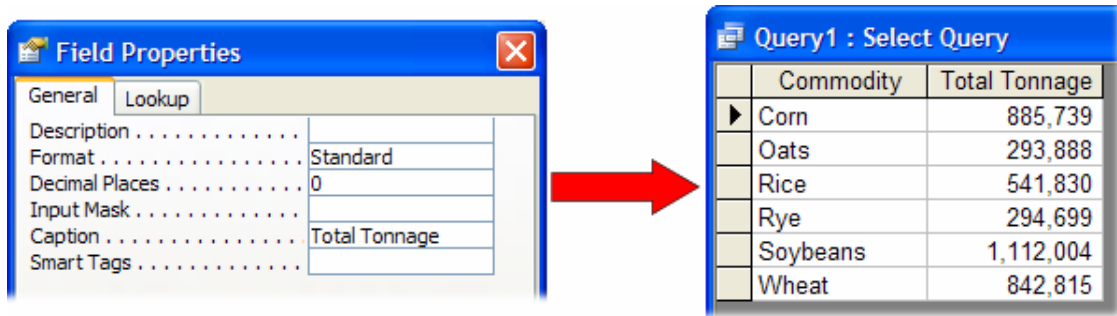 Field Properties
General Lookup
Description . . . . . . . . . . . . .
Format . . . . . . . . . . . . . . . . Standard
Decimal Places . . . . . . . . . . 0
Input Mask . . . . . . . . . . . . .
Caption . . . . . . . . . . . . . . . Total Tonnage
Smart Tags . . . . . . . . . . . . .
Query1 : Select Query
Commodity Total Tonnage
Corn 885,739
Oats 293,888
Rice 541,830
Rye 294,699
Soybeans 1,112,004
Wheat 842,815